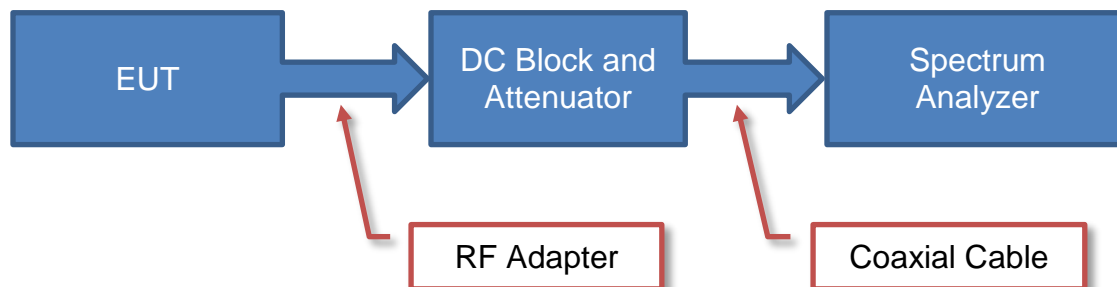 EUT
DC Block and
Attenuator
Spectrum
Analyzer
RF Adapter
Coaxial Cable